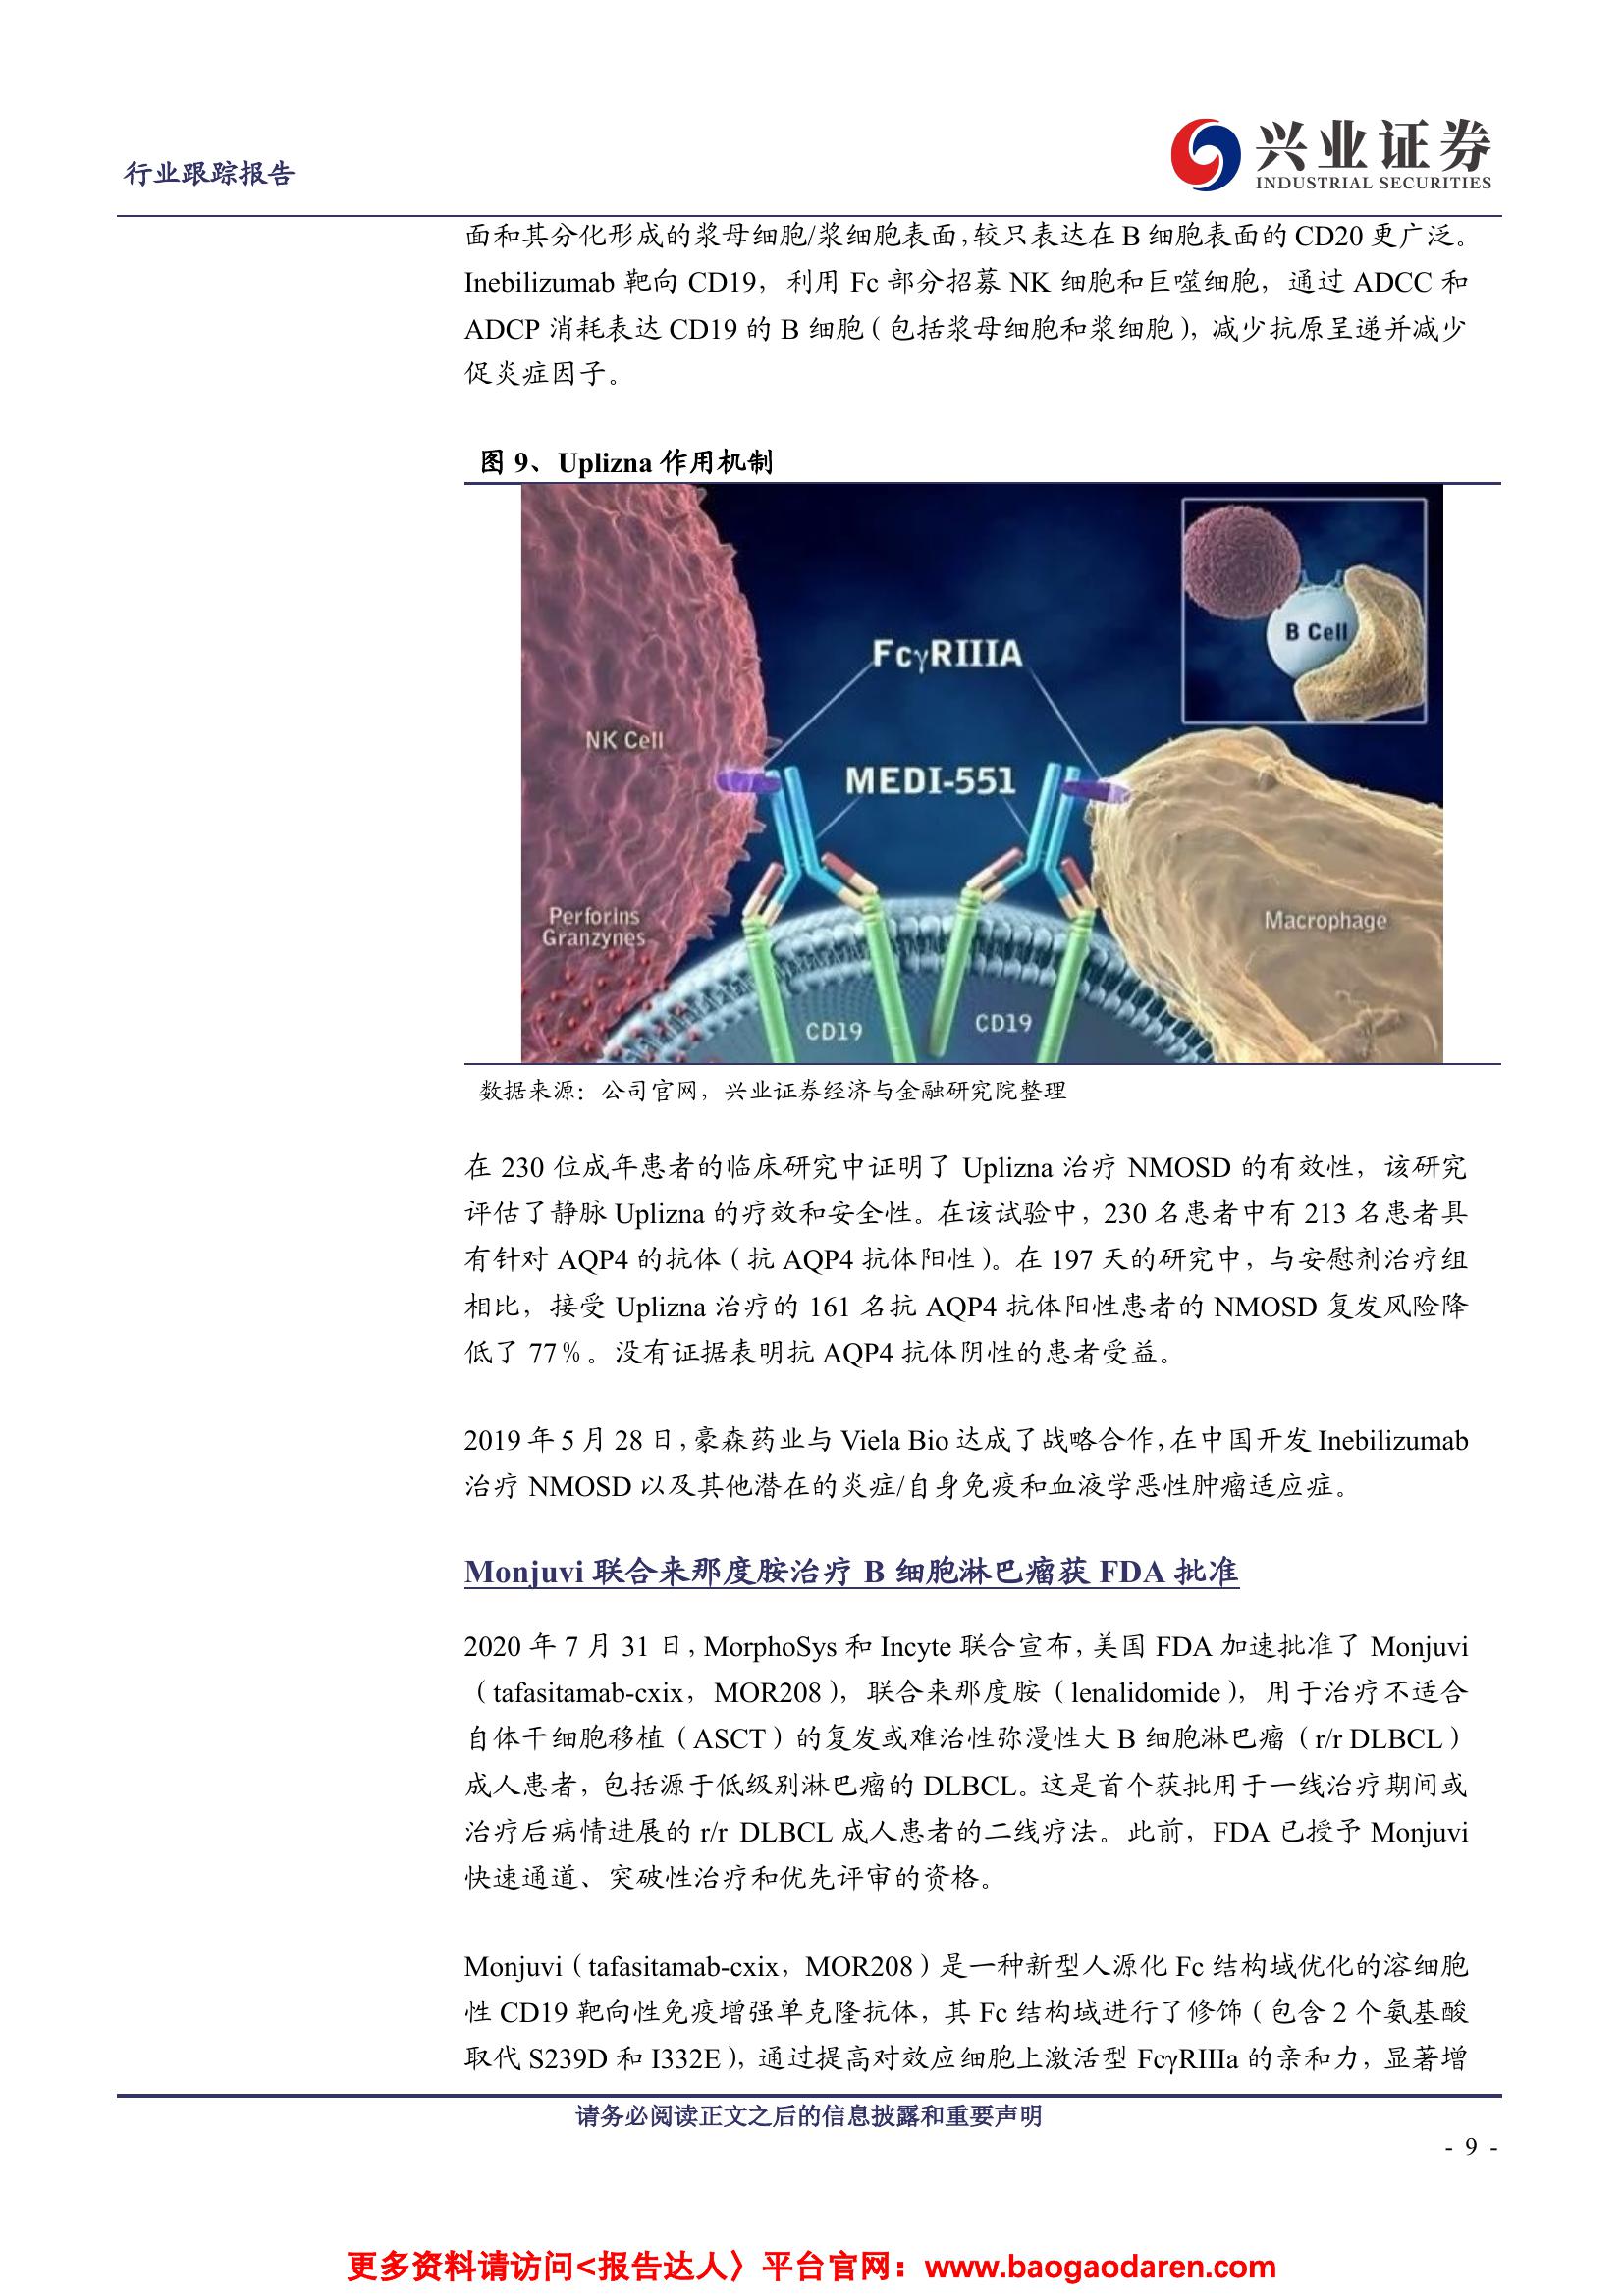 行业跟踪报告
兴业证券
INDUSTRIAL SECURITIES
面和其分化形成的浆母细胞/浆细胞表面,较只表达在 B 细胞表面的 CD20 更广泛。
Inebilizumab 靶向 CD19，利用 Fc 部分招募 NK 细胞和巨噬细胞，通过 ADCC 和
ADCP 消耗表达 CD19 的 B 细胞（包括浆母细胞和浆细胞），减少抗原呈递并减少
促炎症因子。
图 9、Uplizna 作用机制
B Cell
FcγRIIIA
NK Cell
MEDI-551
Perforins
Granzynes
Macrophage
CD19
CD19
数据来源：公司官网，兴业证券经济与金融研究院整理
在 230 位成年患者的临床研究中证明了 Uplizna 治疗 NMOSD 的有效性，该研究
评估了静脉 Uplizna 的疗效和安全性。在该试验中，230 名患者中有 213 名患者具
有针对 AQP4 的抗体（抗 AQP4 抗体阳性）。在 197 天的研究中，与安慰剂治疗组
相比，接受 Uplizna 治疗的 161 名抗 AQP4 抗体阳性患者的 NMOSD 复发风险降
低了 77％。没有证据表明抗 AQP4 抗体阴性的患者受益。
2019 年 5 月 28 日,豪森药业与 Viela Bio 达成了战略合作,在中国开发 Inebilizumab
治疗 NMOSD 以及其他潜在的炎症/自身免疫和血液学恶性肿瘤适应症。
Monjuvi 联合来那度胺治疗 B 细胞淋巴瘤获 FDA 批准
2020 年 7 月 31 日,MorphoSys 和 Incyte 联合宣布,美国 FDA 加速批准了 Monjuvi
（tafasitamab-cxix，MOR208），联合来那度胺（lenalidomide），用于治疗不适合
自体干细胞移植（ASCT）的复发或难治性弥漫性大 B 细胞淋巴瘤（r/r DLBCL）
成人患者，包括源于低级别淋巴瘤的 DLBCL。这是首个获批用于一线治疗期间或
治疗后病情进展的 r/r DLBCL 成人患者的二线疗法。此前，FDA 已授予 Monjuvi
快速通道、突破性治疗和优先评审的资格。
Monjuvi（tafasitamab-cxix，MOR208）是一种新型人源化 Fc 结构域优化的溶细胞
性 CD19 靶向性免疫增强单克隆抗体，其 Fc 结构域进行了修饰（包含 2 个氨基酸
取代 S239D 和 I332E），通过提高对效应细胞上激活型 FcγRIIIa 的亲和力，显著增
请务必阅读正文之后的信息披露和重要声明
- 9 -
更多资料请访问<报告达人〉平台官网：www.baogaodaren.com